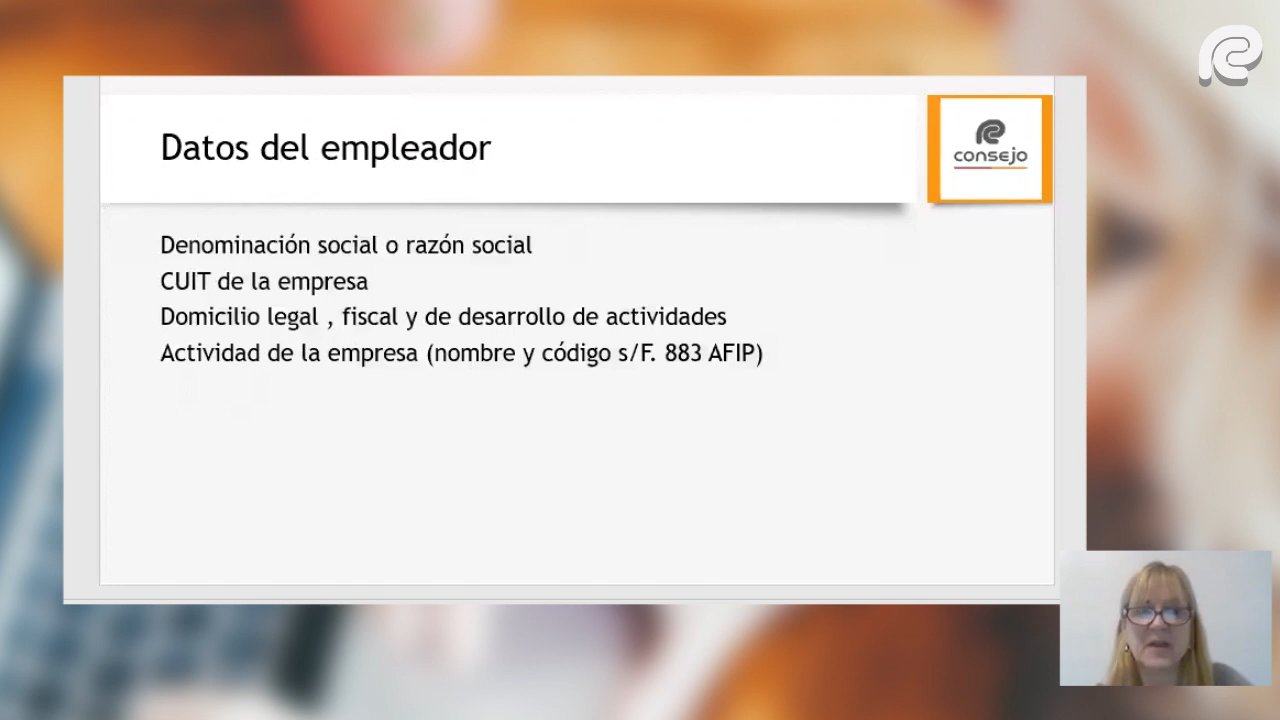 Datos del empleador
consejo
Denominación social o razón social
CUIT de la empresa
Domicilio legal , fiscal y de desarrollo de actividades
Actividad de la empresa (nombre y código s/F. 883 AFIP)